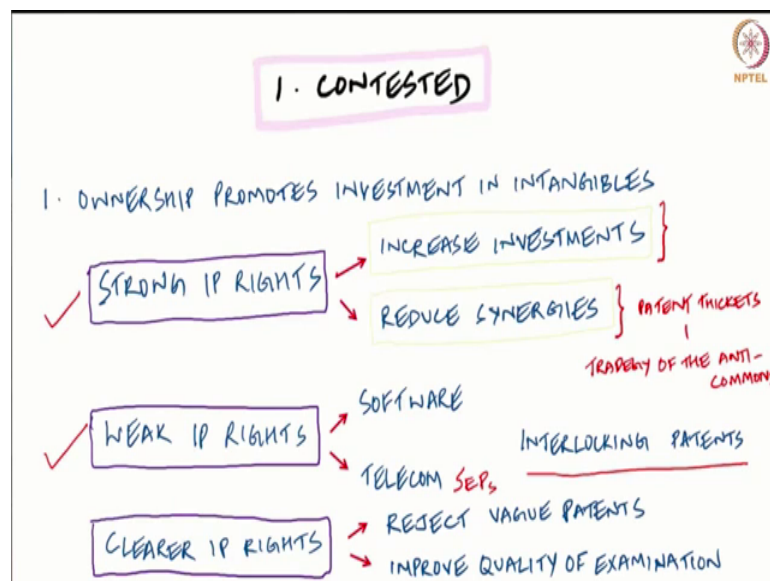 NPTEL
1. CONTESTED
1. OWNERSHIP PROMOTES INVESTMENT IN INTANGIBLES
STRONG IP RIGHTS
INCREASE INVESTMENTS
REDUCE SYNERGIES
PATENT THICKETS
TRADEGY OF THE ANTI-
COMMON
WEAK IP RIGHTS
SOFTWARE
TELECOM SEPs
INTERLOCKING PATENTS
CLEARER IP RIGHTS
REJECT VAGUE PATENTS
IMPROVE QUALITY OF EXAMINATION